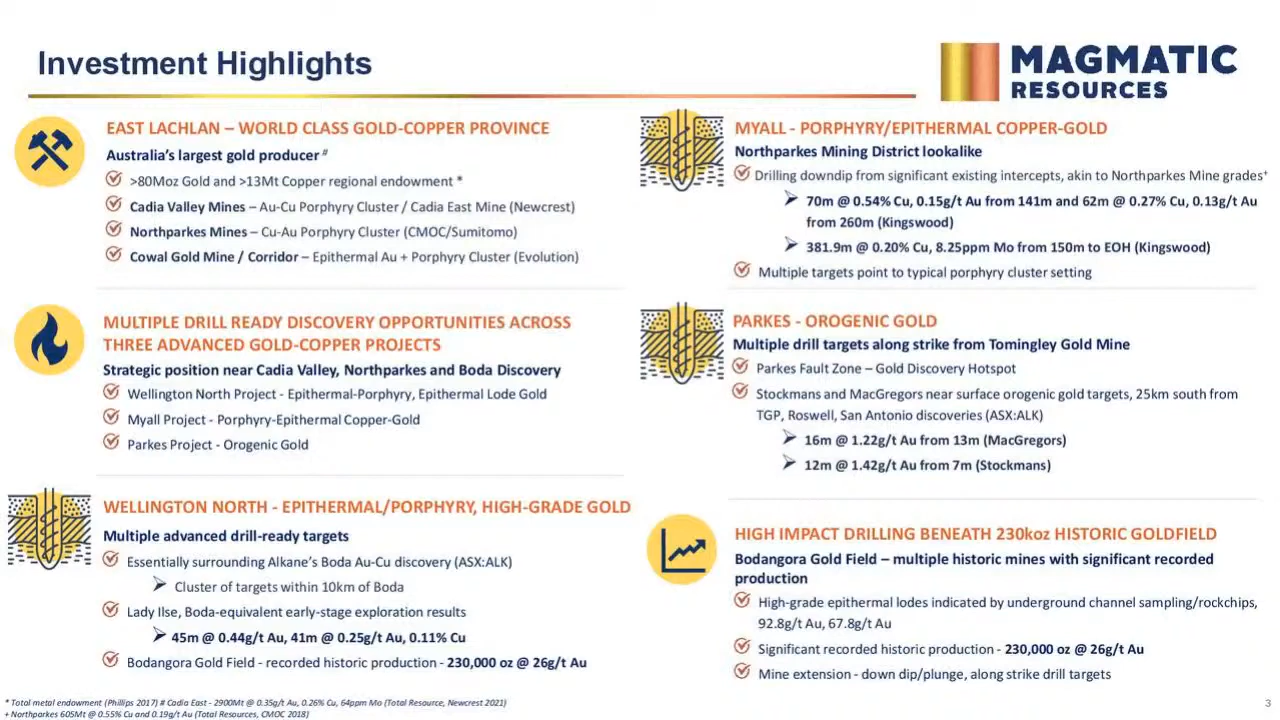 Investment Highlights
MAGMATIC
RESOURCES
EAST LACHLAN – WORLD CLASS GOLD-COPPER PROVINCE
Australia's largest gold producer #
>80Moz Gold and >13Mt Copper regional endowment *
Cadia Valley Mines – Au-Cu Porphyry Cluster / Cadia East Mine (Newcrest)
Northparkes Mines – Cu-Au Porphyry Cluster (CMOC/Sumitomo)
Cowal Gold Mine / Corridor – Epithermal Au + Porphyry Cluster (Evolution)
MULTIPLE DRILL READY DISCOVERY OPPORTUNITIES ACROSS
THREE ADVANCED GOLD-COPPER PROJECTS
Strategic position near Cadia Valley, Northparkes and Boda Discovery
Wellington North Project - Epithermal-Porphyry, Epithermal Lode Gold
Myall Project - Porphyry-Epithermal Copper-Gold
Parkes Project - Orogenic Gold
WELLINGTON NORTH - EPITHERMAL/PORPHYRY, HIGH-GRADE GOLD
Multiple advanced drill-ready targets
Essentially surrounding Alkane's Boda Au-Cu discovery (ASX:ALK)
Cluster of targets within 10km of Boda
Lady Ilse, Boda-equivalent early-stage exploration results
45m @ 0.44g/t Au, 41m @ 0.25g/t Au, 0.11% Cu
Bodangora Gold Field - recorded historic production - 230,000 oz @ 26g/t Au
MYALL - PORPHYRY/EPITHERMAL COPPER-GOLD
Northparkes Mining District lookalike
Drilling downdip from significant existing intercepts, akin to Northparkes Mine grades+
70m @ 0.54% Cu, 0.15g/t Au from 141m and 62m @ 0.27% Cu, 0.13g/t Au
from 260m (Kingswood)
381.9m @ 0.20% Cu, 8.25ppm Mo from 150m to EOH (Kingswood)
Multiple targets point to typical porphyry cluster setting
PARKES - OROGENIC GOLD
Multiple drill targets along strike from Tomingley Gold Mine
Parkes Fault Zone – Gold Discovery Hotspot
Stockmans and MacGregors near surface orogenic gold targets, 25km south from
TGP, Roswell, San Antonio discoveries (ASX:ALK)
16m @ 1.22g/t Au from 13m (MacGregors)
12m @ 1.42g/t Au from 7m (Stockmans)
HIGH IMPACT DRILLING BENEATH 230koz HISTORIC GOLDFIELD
Bodangora Gold Field – multiple historic mines with significant recorded
production
High-grade epithermal lodes indicated by underground channel sampling/rockchips,
92.8g/t Au, 67.8g/t Au
Significant recorded historic production - 230,000 oz @ 26g/t Au
Mine extension - down dip/plunge, along strike drill targets
* Total metal endowment (Phillips 2017) # Cadia East - 2900Mt @ 0.35g/t Au, 0.26% Cu, 64ppm Mo (Total Resource, Newcrest 2021)
+ Northparkes 605Mt @ 0.55% Cu and 0.19g/t Au (Total Resources, CMOC 2018)
3